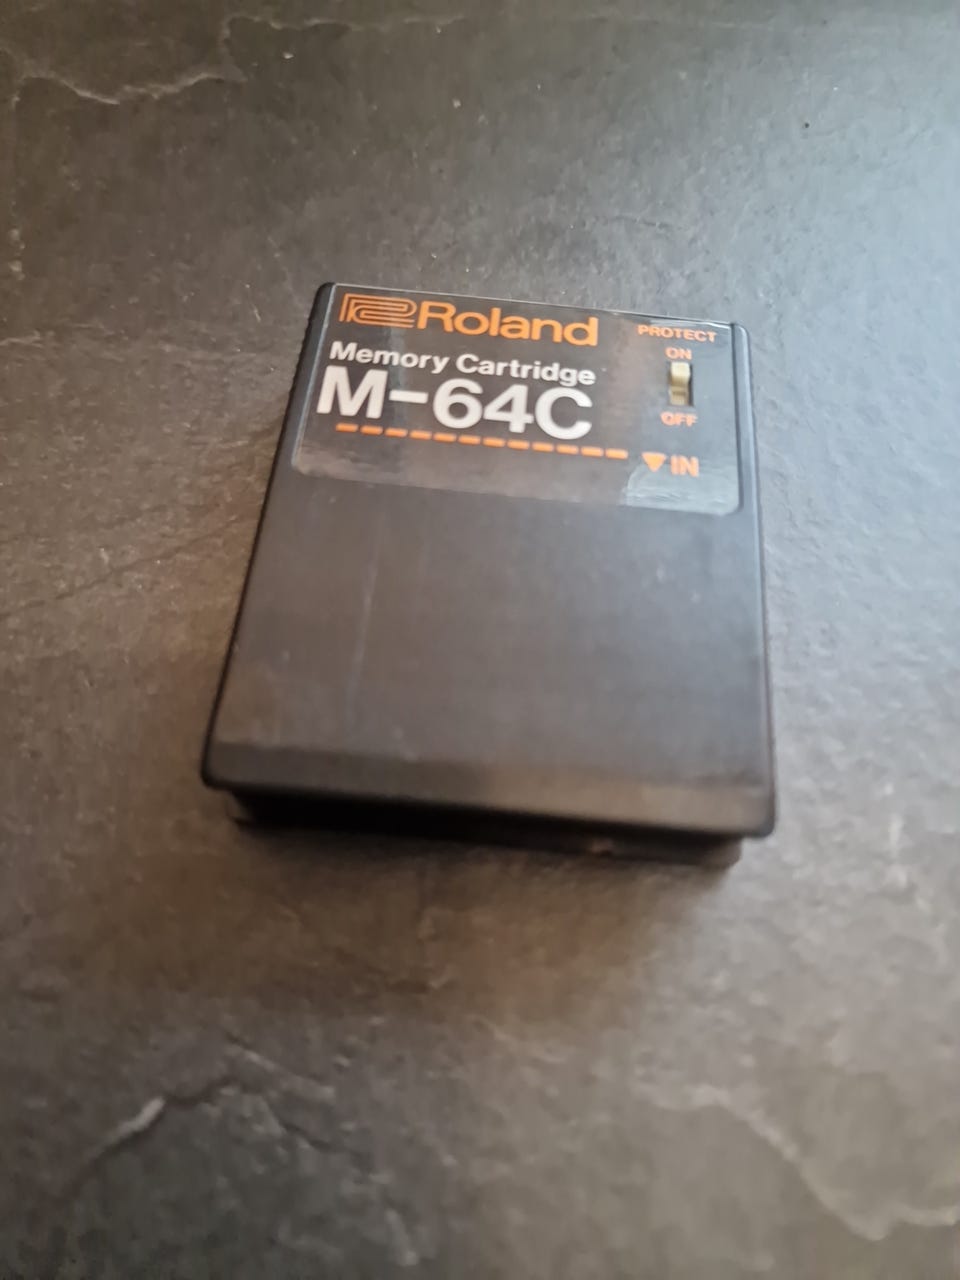 Roland
Memory Cartridge
M-64C
PROTECT
ON
OFF
▼IN